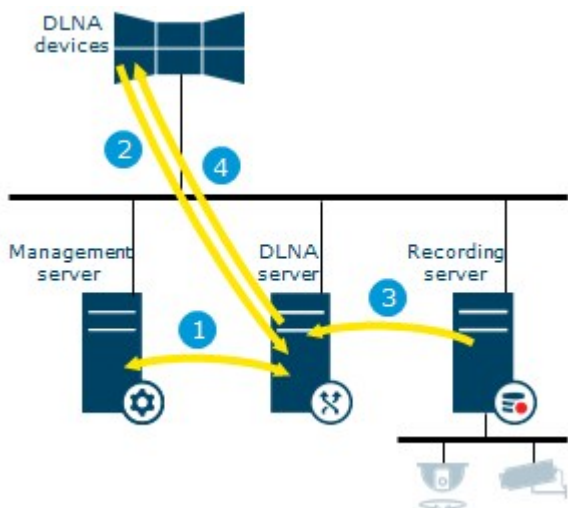 DLNA
devices
2
4
Management
server
DLNA
server
Recording
server
1
3